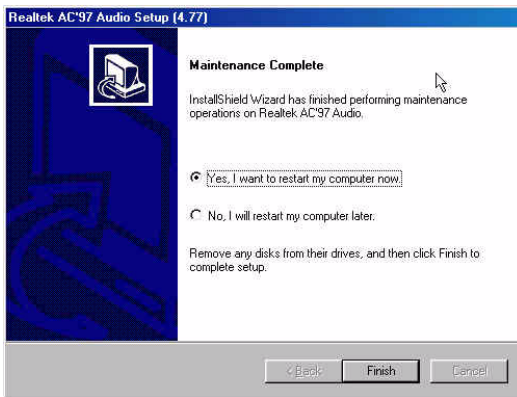 Realtek AC'97 Audio Setup (4.77)
Maintenance Complete
InstallShield Wizard has finished performing maintenance
operations on Realtek AC'97 Audio.
Yes, I want to restart my computer now.
No, I will restart my computer later.
Remove any disks from their drives, and then click Finish to
complete setup.
< Back Finish Cancel